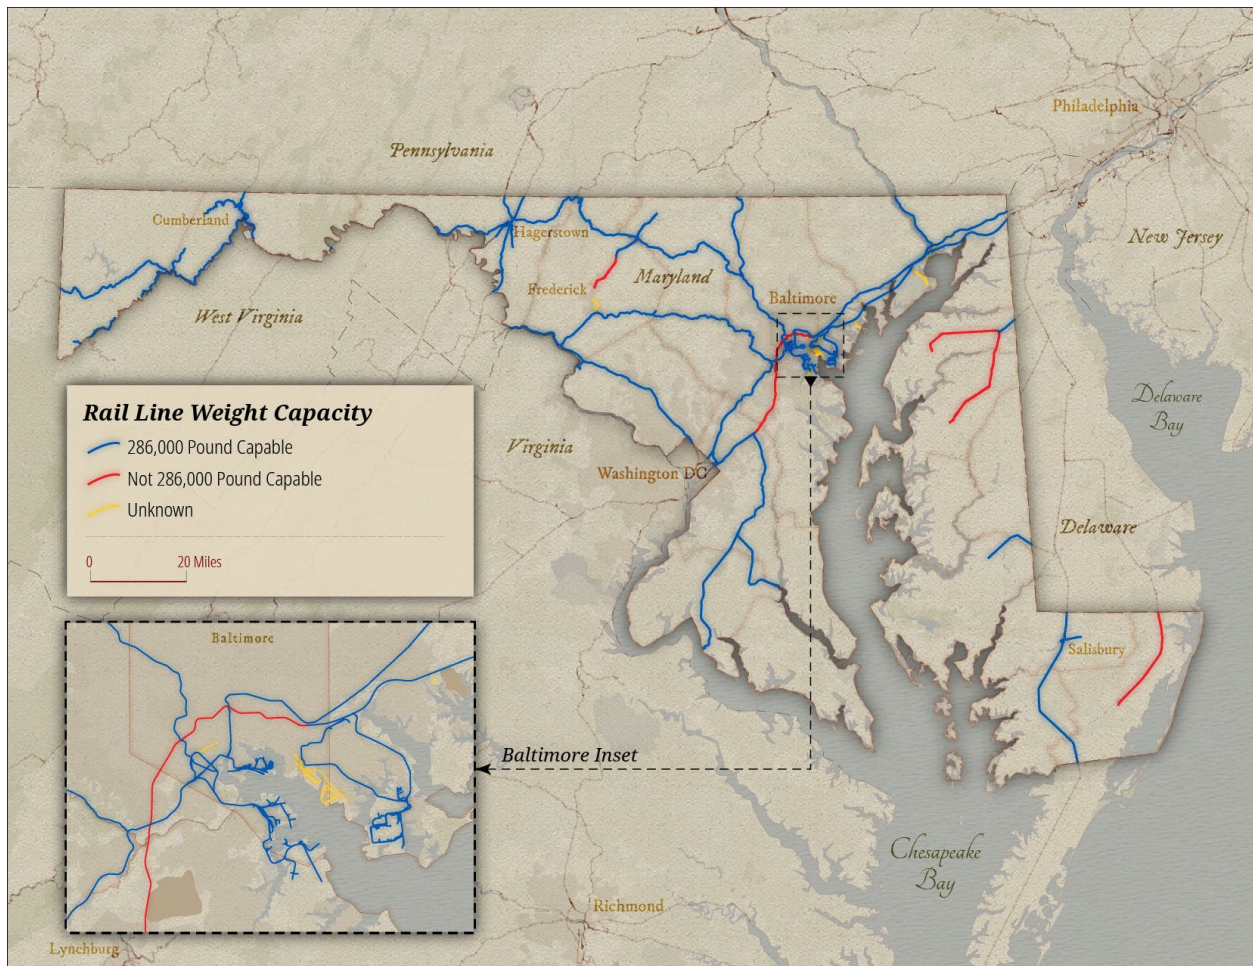 Philadelphia
Pennsylvania
Cumberland
Hagerstown
New Jersey
Maryland
Frederick
Baltimore
West Virginia
Rail Line Weight Capacity
286,000 Pound Capable
Not 286,000 Pound Capable
Unknown
0 20 Miles
Delaware
Bay
Virginia
Washington DC
Delaware
Baltimore
Salisbury
Baltimore Inset
Chesapeake
Bay
Richmond
Lynchburg